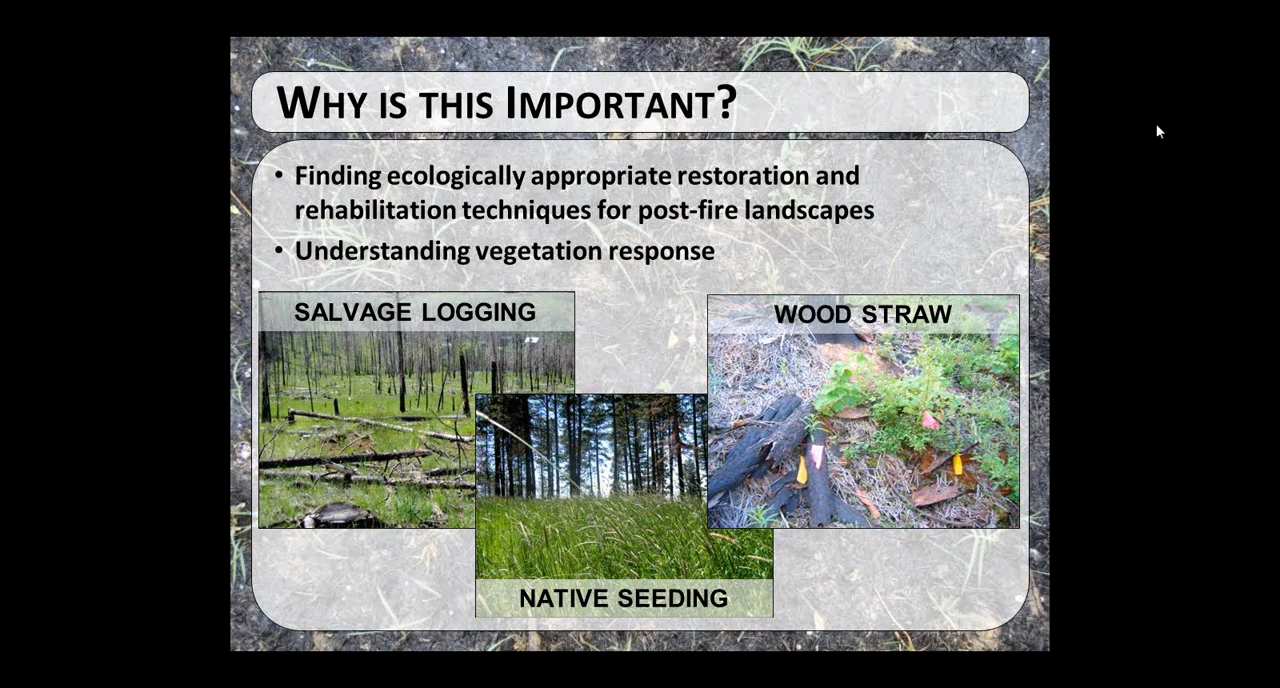 WHY IS THIS IMPORTANT?
• Finding ecologically appropriate restoration and
rehabilitation techniques for post-fire landscapes
• Understanding vegetation response
SALVAGE LOGGING
WOOD STRAW
NATIVE SEEDING